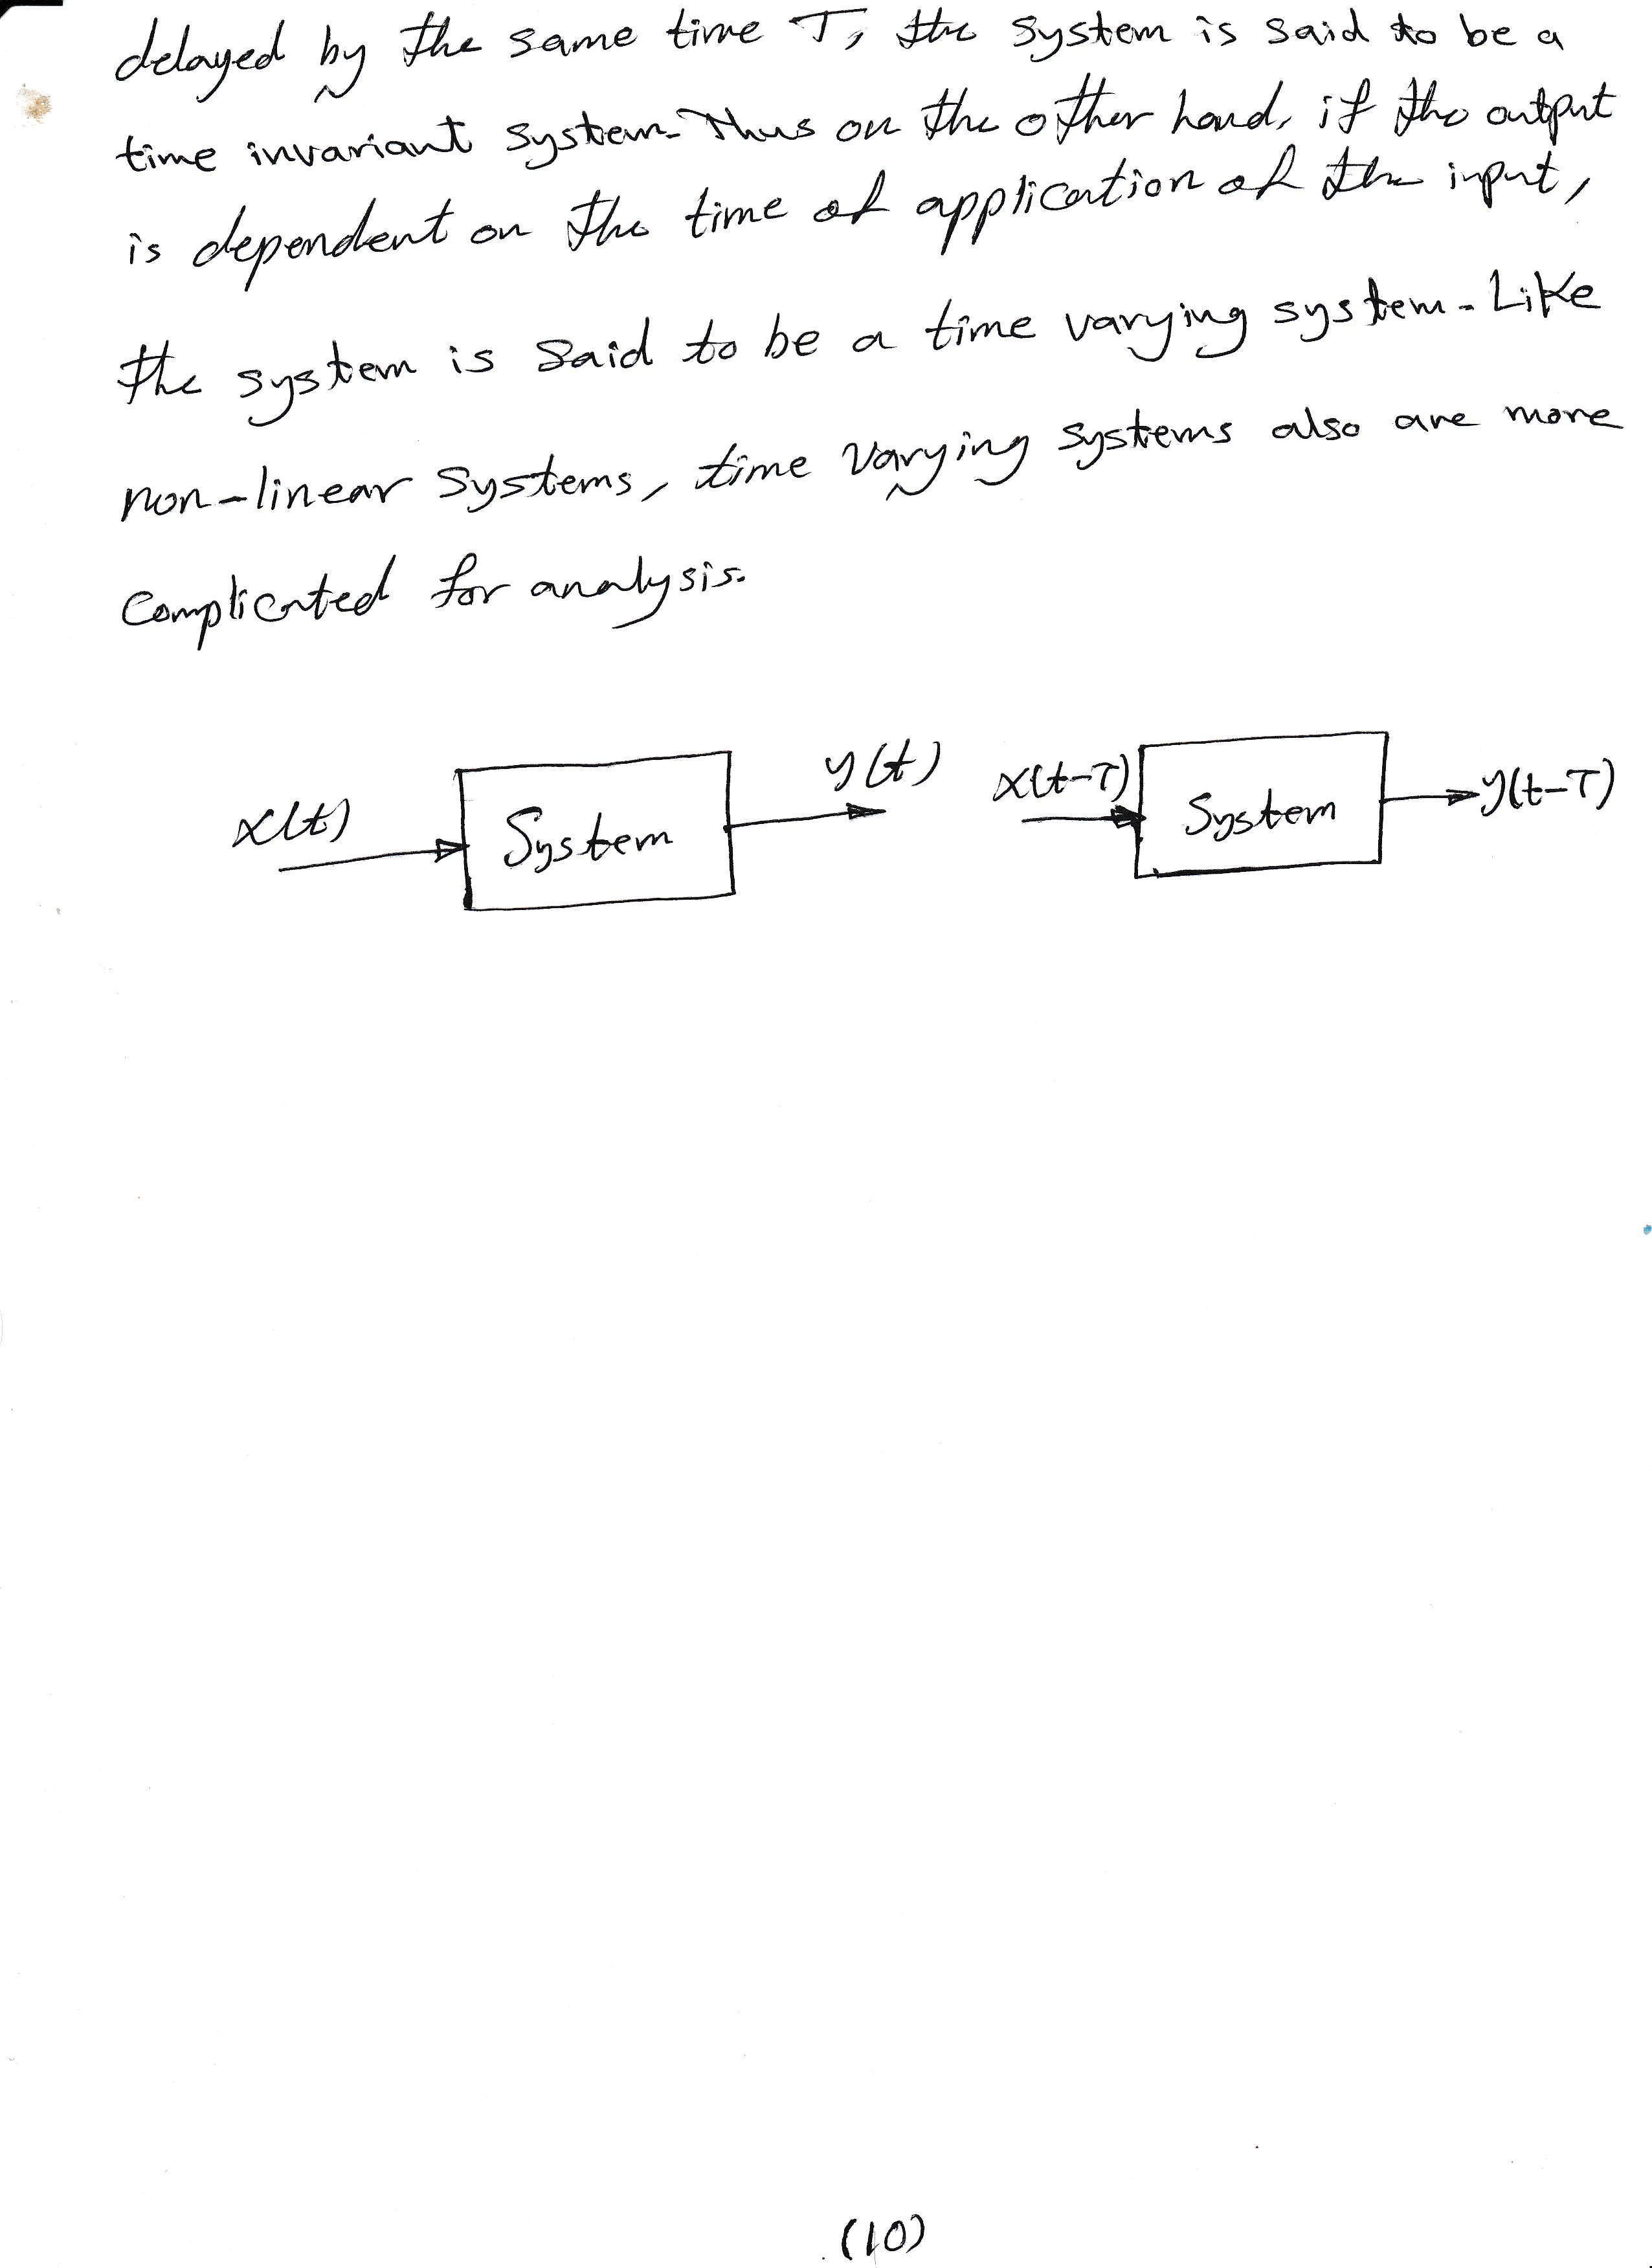 delayed by the same time T, the system is said to be a
time invariant system. Thus on the other hand, if the output
is dependent on the time of application of the input,
the system is said to be a time varying system. Like
non-linear systems, time varying systems also are more
complicated for analysis.
x(t) System y(t) x(t-T) System y(t-T)
(10)